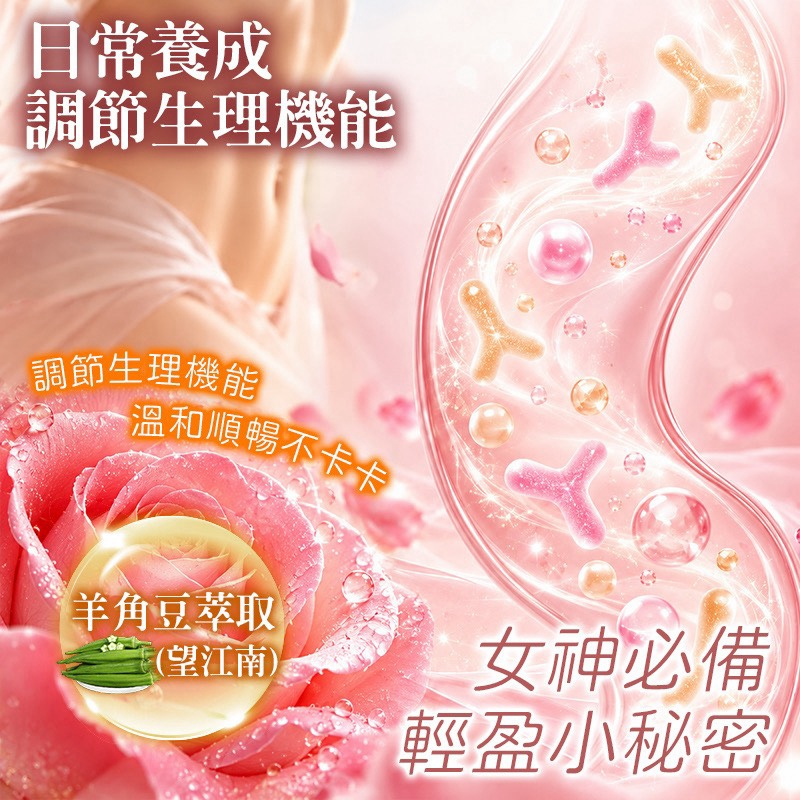 日常養成
調節生理機能
調節生理機能
溫和順暢不卡卡
羊角豆萃取
(望江南)
女神必備
輕盈小秘密